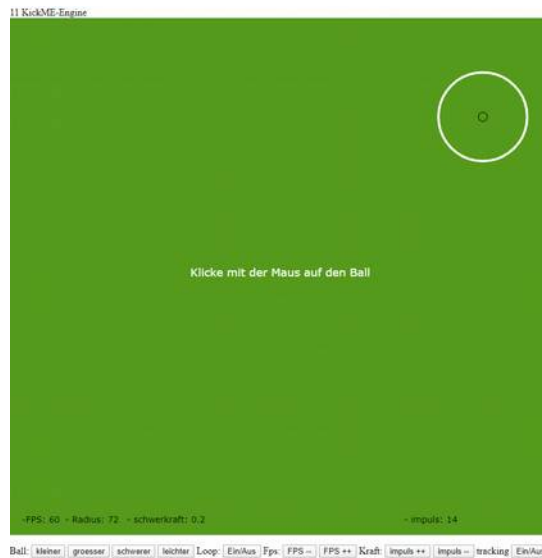 11 KickME-Engine
Klicke mit der Maus auf den Ball
-FPS: 60 - Radius: 72 - schwerkraft: 0.2 - impuls: 14
Ball: kleiner groesser schwerer leichter Loop: Ein/Aus Fps: FPS -- FPS ++ Kraft: impuls ++ impuls -- tracking Ein/Aus